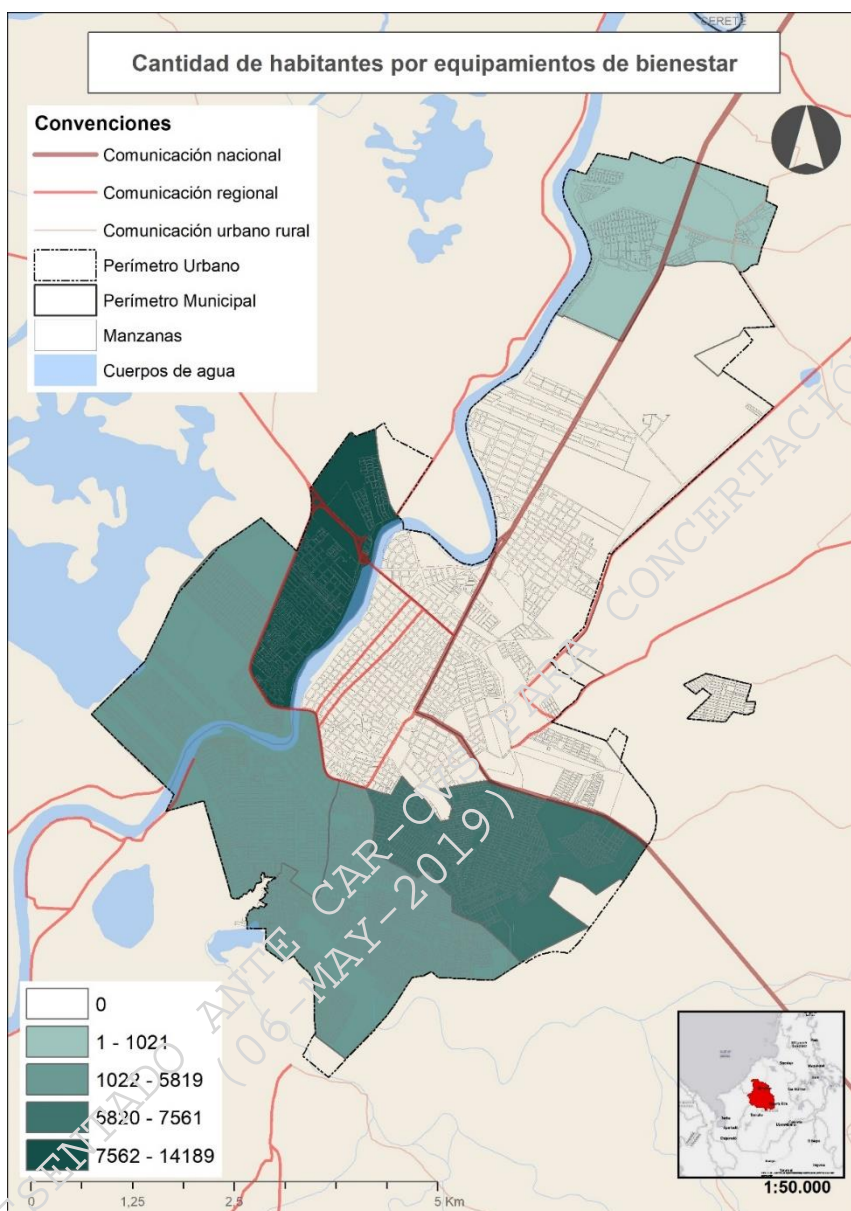 CERETE
Cantidad de habitantes por equipamientos de bienestar
Convenciones
Comunicación nacional
Comunicación regional
Comunicación urbano rural
Perímetro Urbano
Perímetro Municipal
Manzanas
Cuerpos de agua
SENTADO ANTE CAR-CVS PARA CONCERTACIÓN
(06-MAY-2019)
0
1 - 1021
1022 - 5819
5820 - 7561
7562 - 14189
0 1,25 2,5 5 Km
1:50.000